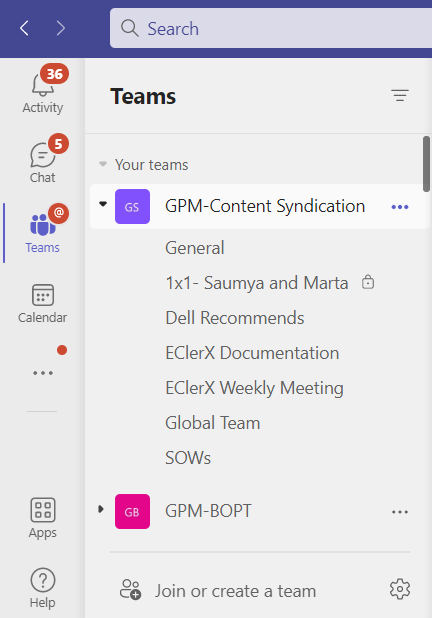 Search
36
Activity
5
Chat
@
Teams
Calendar
Apps
Help
Teams
Your teams
GS GPM-Content Syndication
General
1x1- Saumya and Marta
Dell Recommends
EClerX Documentation
EClerX Weekly Meeting
Global Team
SOWs
GB GPM-BOPT
Join or create a team